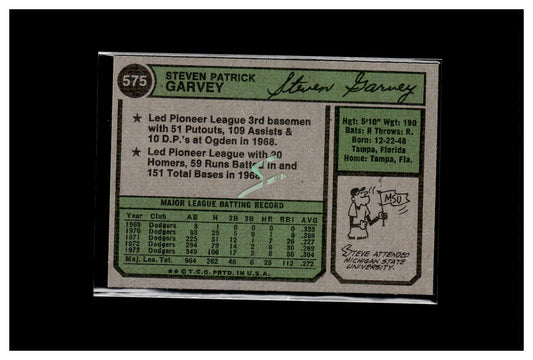 575
STEVEN PATRICK
GARVEY
Steven Garvey
★ Led Pioneer League 3rd basemen
with 51 Putouts, 109 Assists &
10 D.P.'s at Ogden in 1968.
★ Led Pioneer League with 20
Homers, 59 Runs Batted In and
151 Total Bases in 1968.
Hgt: 5'10" Wgt: 190
Bats: R Throws: R.
Born: 12-22-48
Tampa, Florida
Home: Tampa, Fla.
MAJOR LEAGUE BATTING RECORD
Year Club AB H 2B 3B HR RBI AVG
1969 Dodgers 3 1 0 0 0 0 .333
1970 Dodgers 93 25 5 0 1 6 .269
1971 Dodgers 225 51 12 1 7 26 .227
1972 Dodgers 294 79 14 2 9 30 .269
1973 Dodgers 349 106 17 3 8 50 .304
Maj. Lea. Tot. 964 262 48 6 25 112 .272
★★ © T.C.G. PRTD. IN U.S.A.
MSU
STEVE ATTENDED
MICHIGAN STATE
UNIVERSITY.